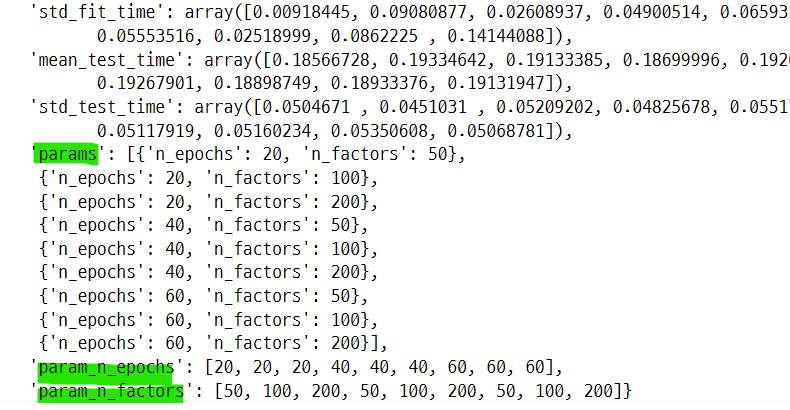 'std_fit_time': array([0.00918445, 0.09080877, 0.02608937, 0.04900514, 0.06593
0.05553516, 0.02518999, 0.0862225 , 0.14144088]),
'mean_test_time': array([0.18566728, 0.19334642, 0.19133385, 0.18699996, 0.192
0.19267901, 0.18898749, 0.18933376, 0.19131947]),
'std_test_time': array([0.0504671 , 0.0451031 , 0.05209202, 0.04825678, 0.0551
0.05117919, 0.05160234, 0.05350608, 0.05068781]),
'params': [{'n_epochs': 20, 'n_factors': 50},
{'n_epochs': 20, 'n_factors': 100},
{'n_epochs': 20, 'n_factors': 200},
{'n_epochs': 40, 'n_factors': 50},
{'n_epochs': 40, 'n_factors': 100},
{'n_epochs': 40, 'n_factors': 200},
{'n_epochs': 60, 'n_factors': 50},
{'n_epochs': 60, 'n_factors': 100},
{'n_epochs': 60, 'n_factors': 200}],
'param_n_epochs': [20, 20, 20, 40, 40, 40, 60, 60, 60],
'param_n_factors': [50, 100, 200, 50, 100, 200, 50, 100, 200]}